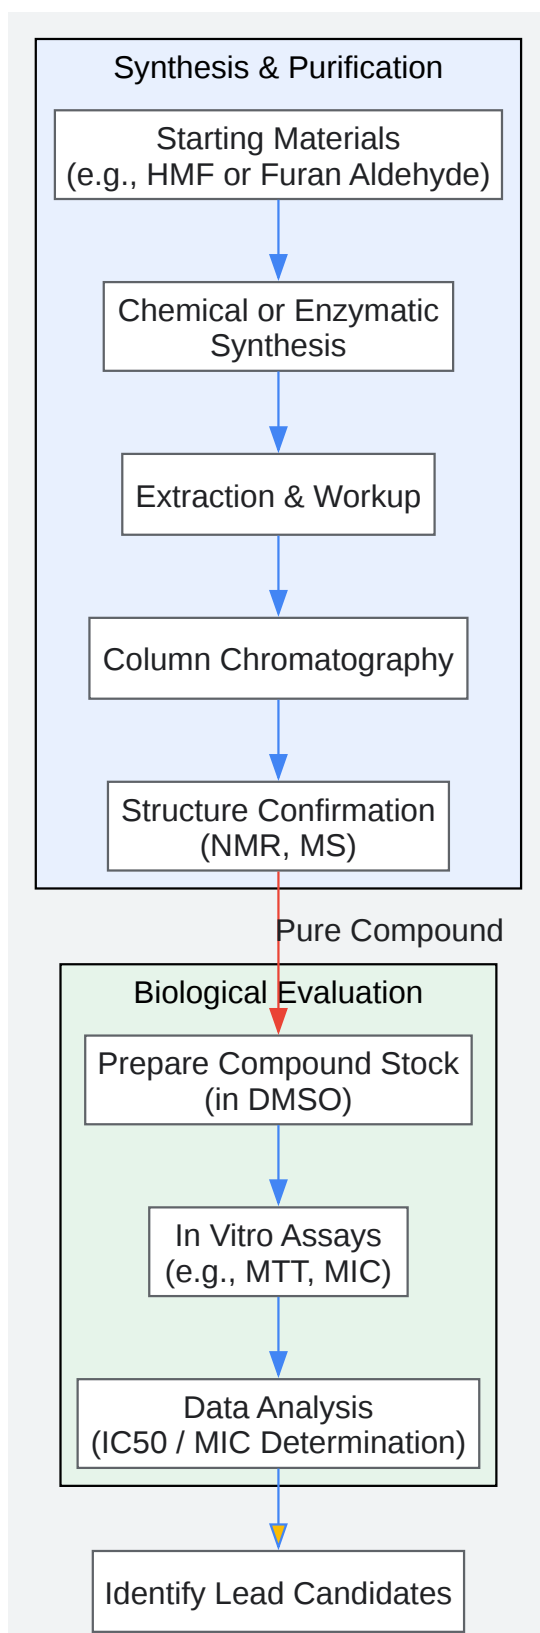 Synthesis & Purification
Starting Materials
(e.g., HMF or Furan Aldehyde)
Chemical or Enzymatic
Synthesis
Extraction & Workup
Column Chromatography
Structure Confirmation
(NMR, MS)
Pure Compound
Biological Evaluation
Prepare Compound Stock
(in DMSO)
In Vitro Assays
(e.g., MTT, MIC)
Data Analysis
(IC50 / MIC Determination)
Identify Lead Candidates